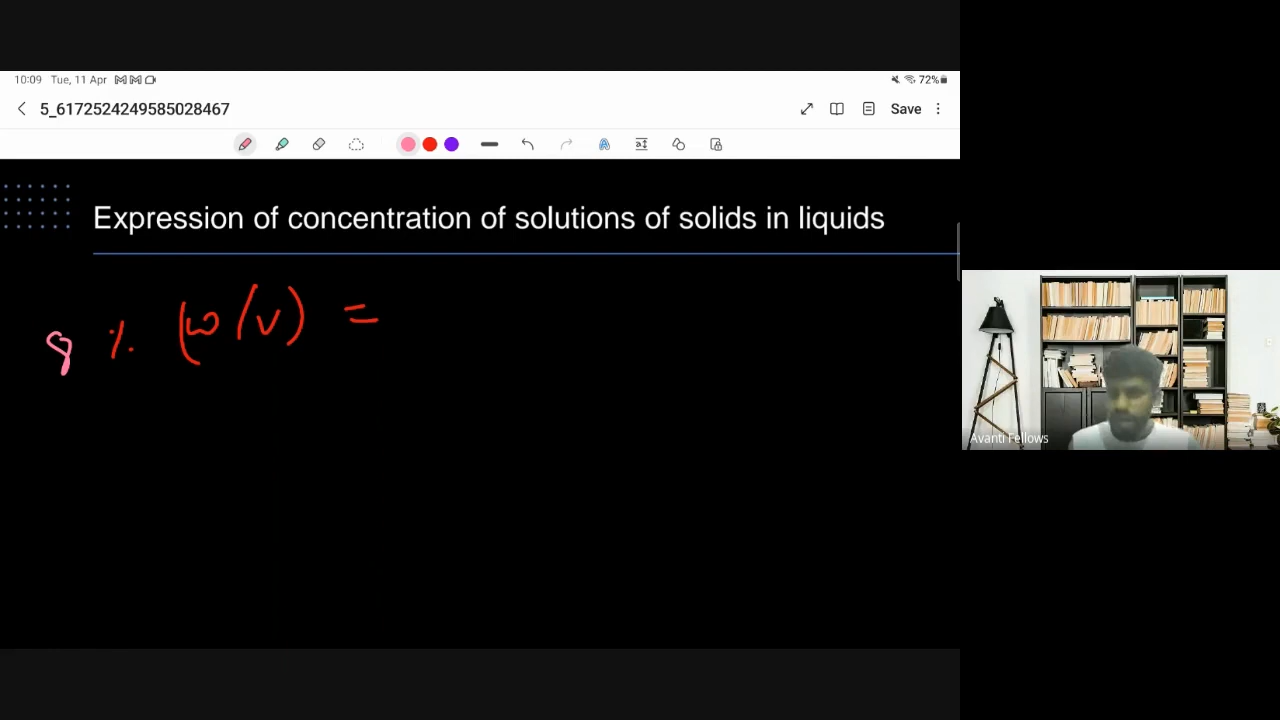 10:09 Tue, 11 Apr
72%
5_6172524249585028467
Save
Expression of concentration of solutions of solids in liquids
8 % (w/v) =
Avanti Fellows